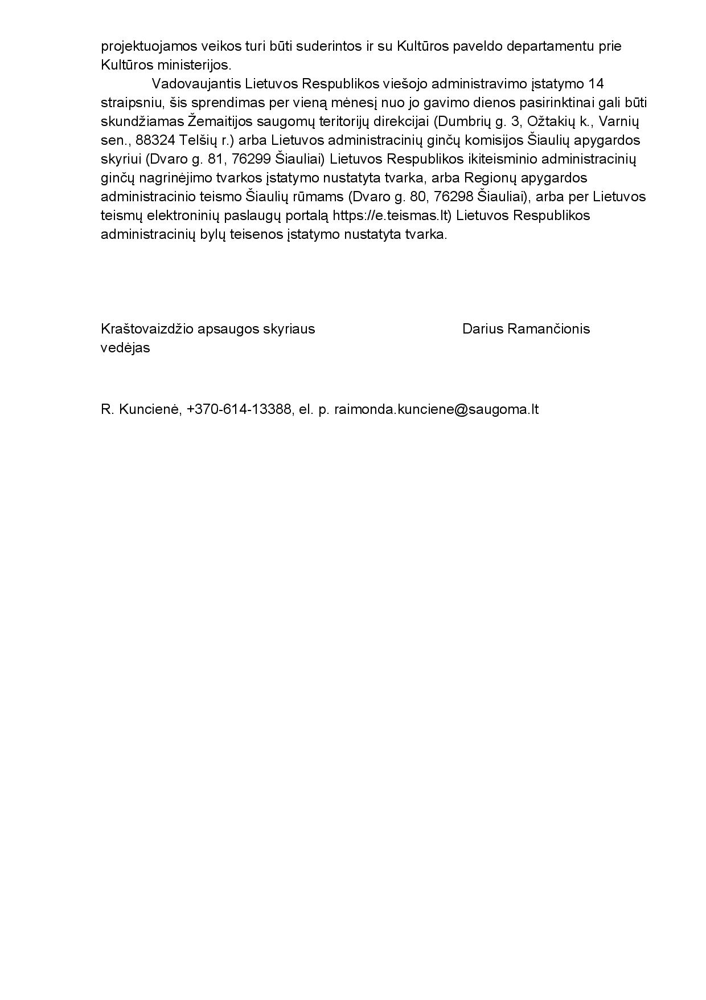 projektuojamos veikos turi būti suderintos ir su Kultūros paveldo departamentu prie
Kultūros ministerijos.
Vadovaujantis Lietuvos Respublikos viešojo administravimo įstatymo 14
straipsniu, šis sprendimas per vieną mėnesį nuo jo gavimo dienos pasirinktinai gali būti
skundžiamas Žemaitijos saugomų teritorijų direkcijai (Dumbrių g. 3, Ožtakių k., Varnių
sen., 88324 Telšių r.) arba Lietuvos administracinių ginčų komisijos Šiaulių apygardos
skyriui (Dvaro g. 81, 76299 Šiauliai) Lietuvos Respublikos ikiteisminio administracinių
ginčų nagrinėjimo tvarkos įstatymo nustatyta tvarka, arba Regionų apygardos
administracinio teismo Šiaulių rūmams (Dvaro g. 80, 76298 Šiauliai), arba per Lietuvos
teismų elektroninių paslaugų portalą https://e.teismas.lt) Lietuvos Respublikos
administracinių bylų teisenos įstatymo nustatyta tvarka.
Kraštovaizdžio apsaugos skyriaus Darius Ramančionis
vedėjas
R. Kuncienė, +370-614-13388, el. p. raimonda.kunciene@saugoma.lt